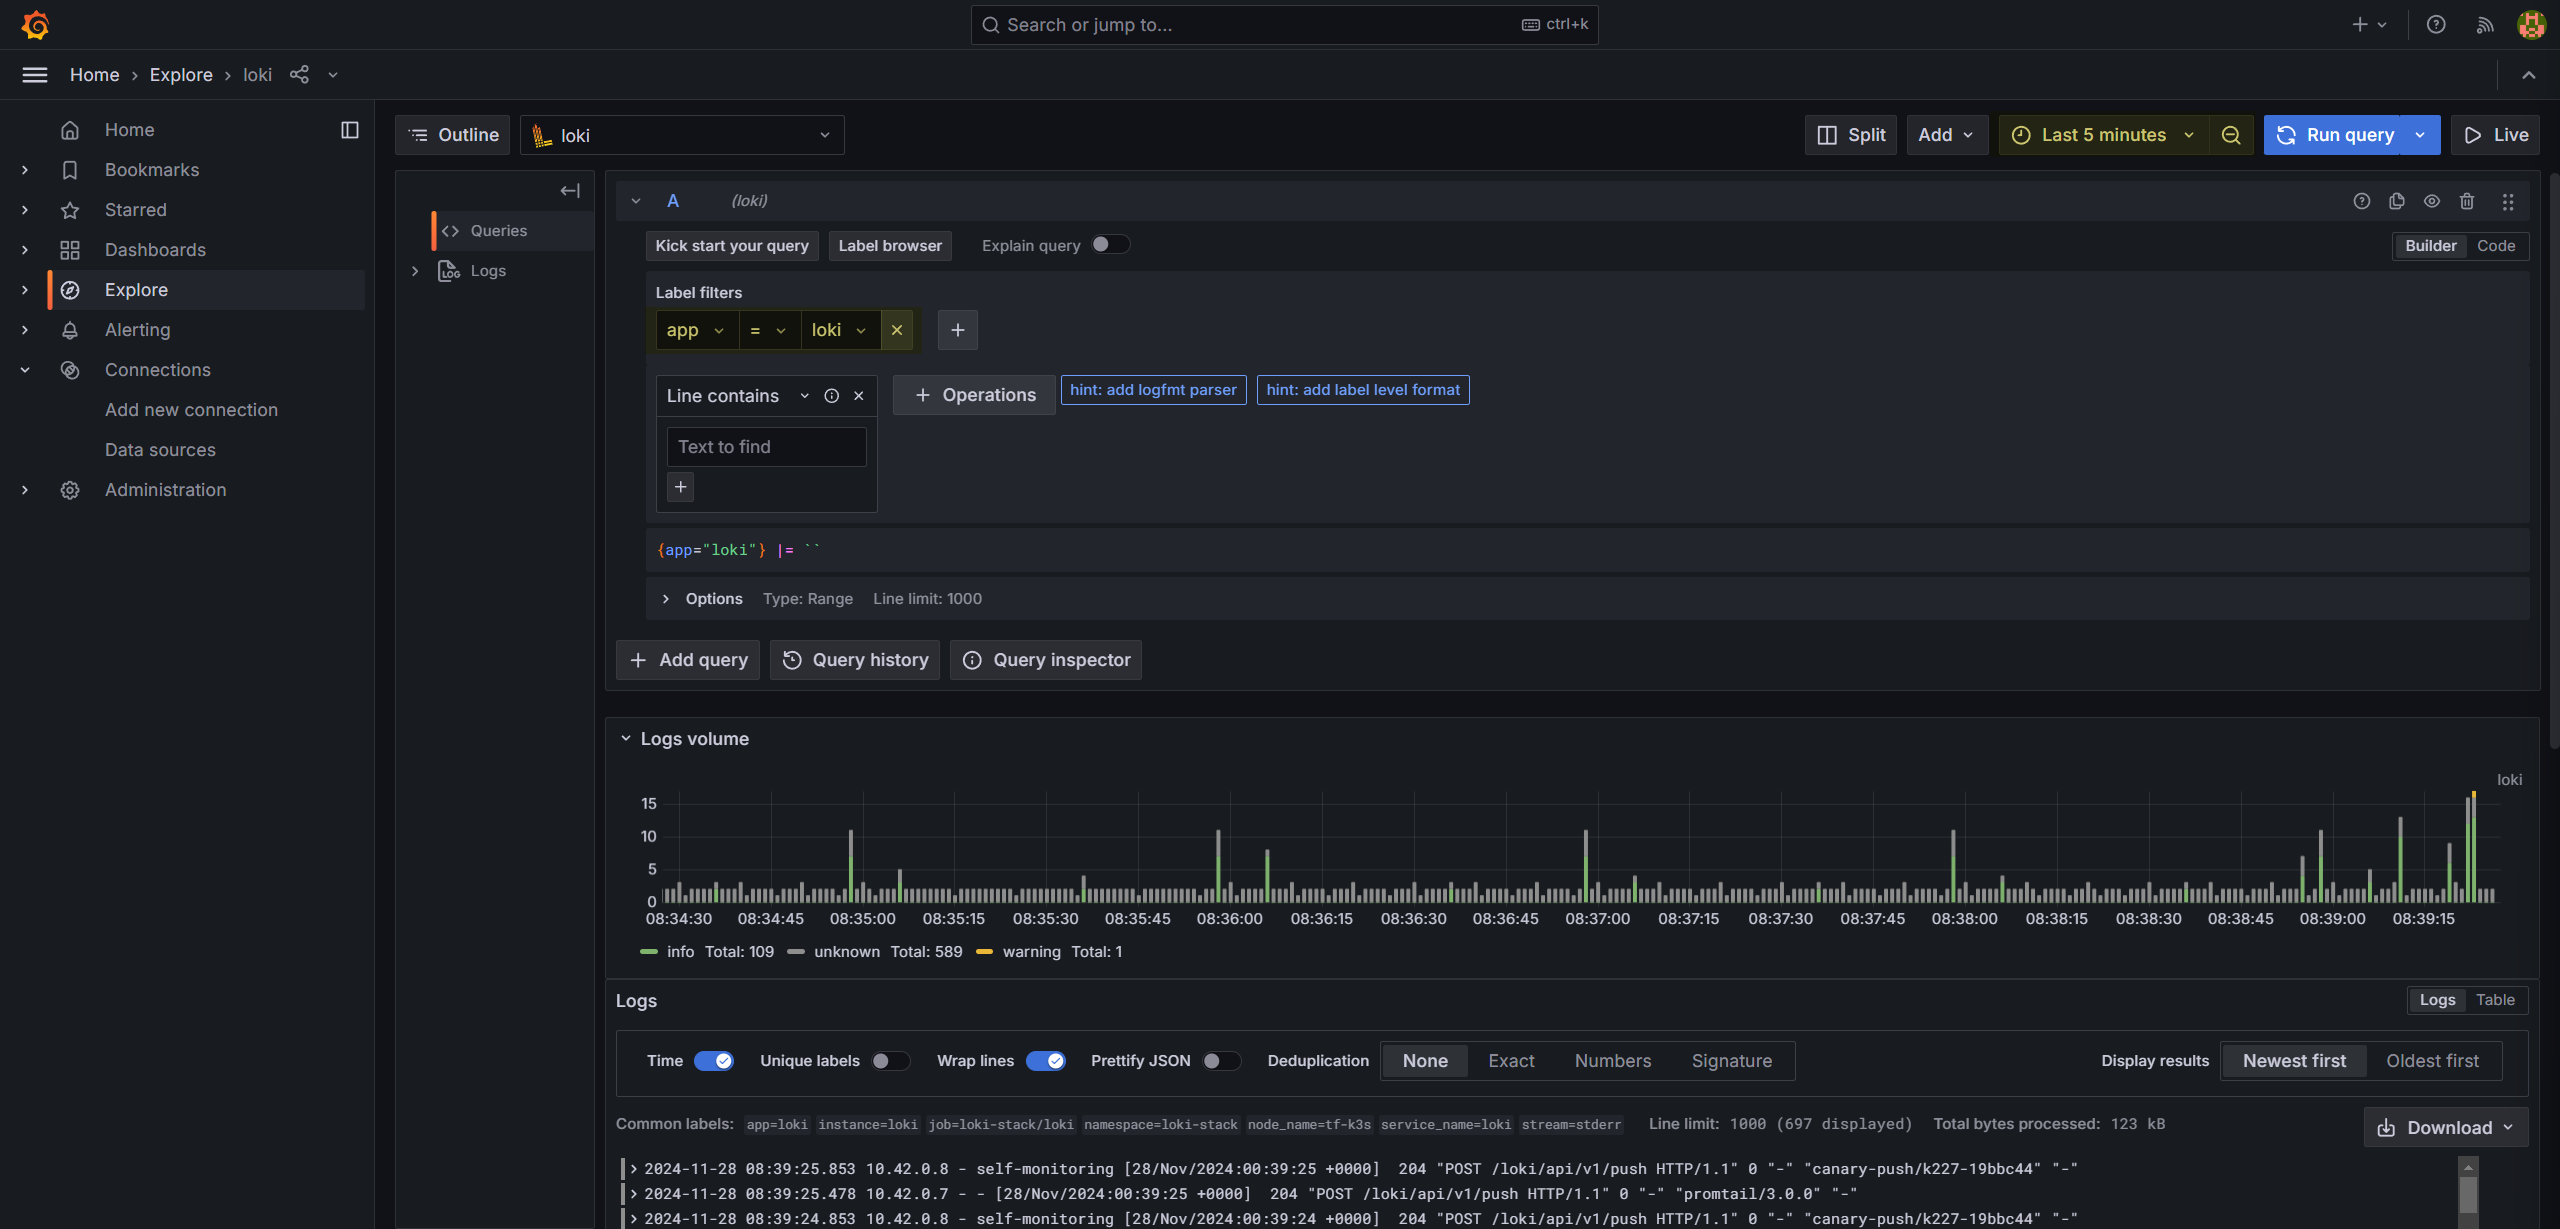 Search or jump to...
ctrl+k
Home
Explore
loki
Home
Bookmarks
Starred
Dashboards
Explore
Alerting
Connections
Add new connection
Data sources
Administration
Outline
loki
Split
Add
Last 5 minutes
Run query
Live
Queries
Logs
A (loki)
Kick start your query
Label browser
Explain query
Builder
Code
Label filters
app = loki
Line contains
Text to find
Operations
hint: add logfmt parser
hint: add label level format
{app="loki"} |= ``
Options Type: Range Line limit: 1000
Add query
Query history
Query inspector
Logs volume
loki
15
10
5
0
08:34:30 08:34:45 08:35:00 08:35:15 08:35:30 08:35:45 08:36:00 08:36:15 08:36:30 08:36:45 08:37:00 08:37:15 08:37:30 08:37:45 08:38:00 08:38:15 08:38:30 08:38:45 08:39:00 08:39:15
info Total: 109 unknown Total: 589 warning Total: 1
Logs
Logs
Table
Time
Unique labels
Wrap lines
Prettify JSON
Deduplication
None
Exact
Numbers
Signature
Display results
Newest first
Oldest first
Common labels: app=loki instance=loki job=loki-stack/loki namespace=loki-stack node_name=tf-k3s service_name=loki stream=stderr Line limit: 1000 (697 displayed) Total bytes processed: 123 kB
Download
2024-11-28 08:39:25.853 10.42.0.8 - self-monitoring [28/Nov/2024:00:39:25 +0000] 204 "POST /loki/api/v1/push HTTP/1.1" 0 "-" "canary-push/k227-19bbc44" "-"
2024-11-28 08:39:25.478 10.42.0.7 - - [28/Nov/2024:00:39:25 +0000] 204 "POST /loki/api/v1/push HTTP/1.1" 0 "-" "promtail/3.0.0" "-"
2024-11-28 08:39:24.853 10.42.0.8 - self-monitoring [28/Nov/2024:00:39:24 +0000] 204 "POST /loki/api/v1/push HTTP/1.1" 0 "-" "canary-push/k227-19bbc44" "-"